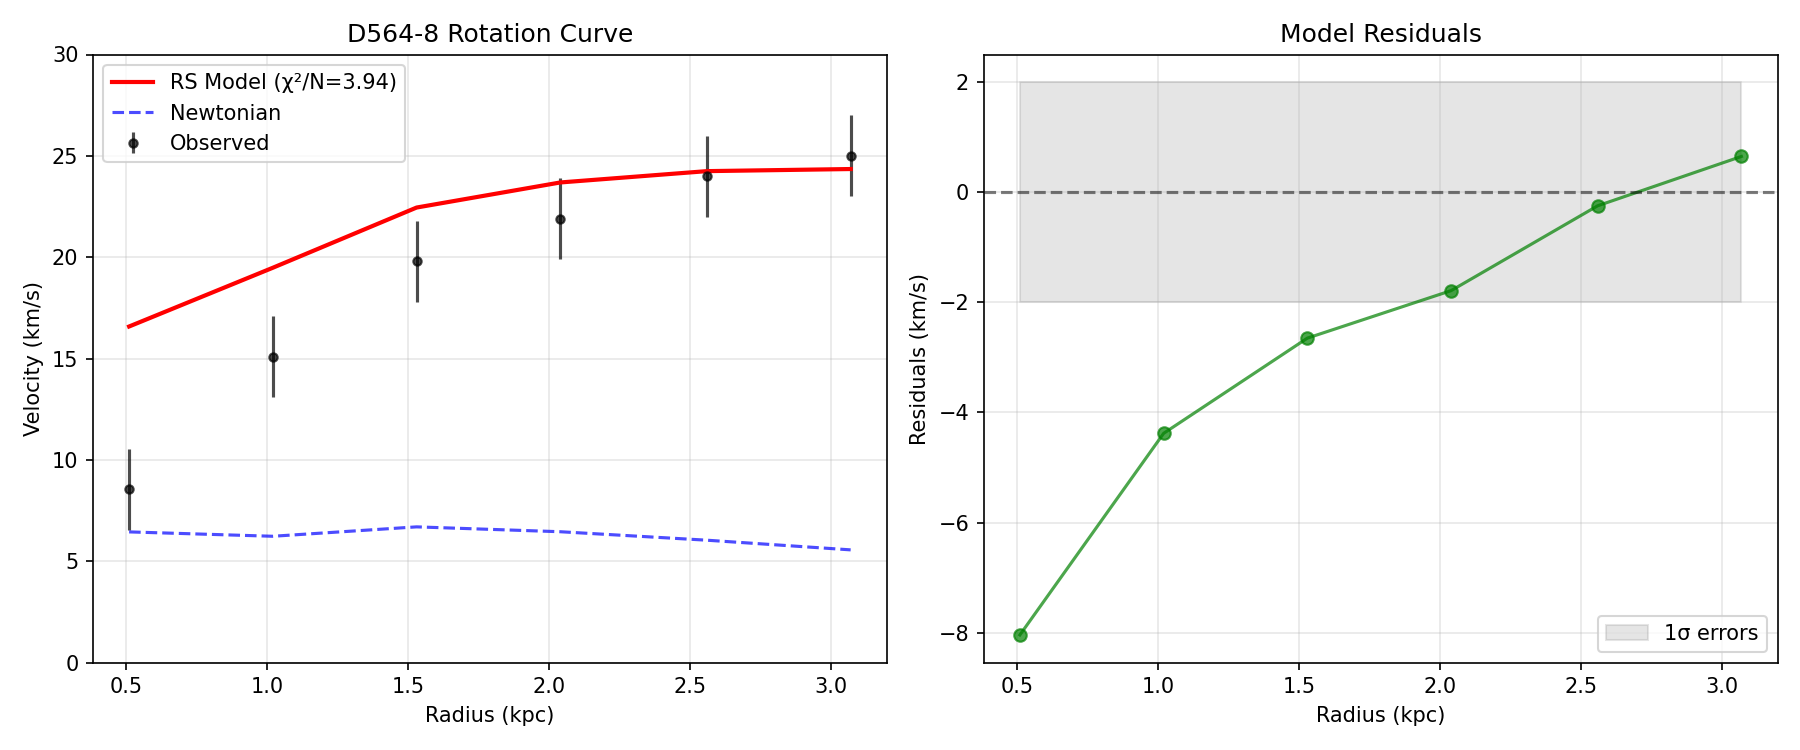 D564-8 Rotation Curve
RS Model (χ²/N=3.94)
Newtonian
Observed
30
25
20
15
10
5
0
Velocity (km/s)
0.5 1.0 1.5 2.0 2.5 3.0
Radius (kpc)
Model Residuals
2
0
−2
−4
−6
−8
Residuals (km/s)
1σ errors
0.5 1.0 1.5 2.0 2.5 3.0
Radius (kpc)